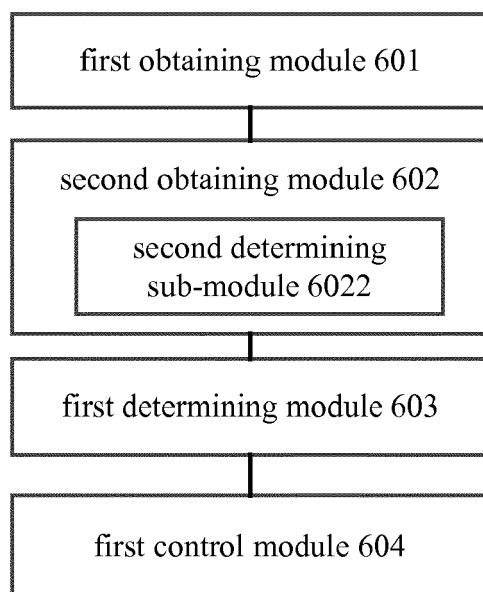 first obtaining module 601
second obtaining module 602
second determining
sub-module 6022
first determining module 603
first control module 604